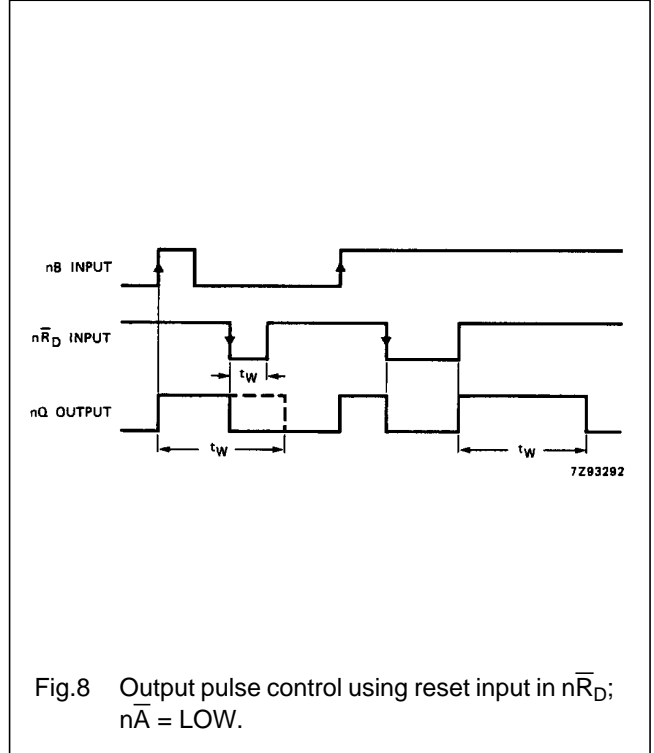 nB INPUT
nR̅D INPUT
tW
nQ OUTPUT
tW
tW
7Z93292
Fig.8 Output pulse control using reset input in nR̅D;
nA̅ = LOW.